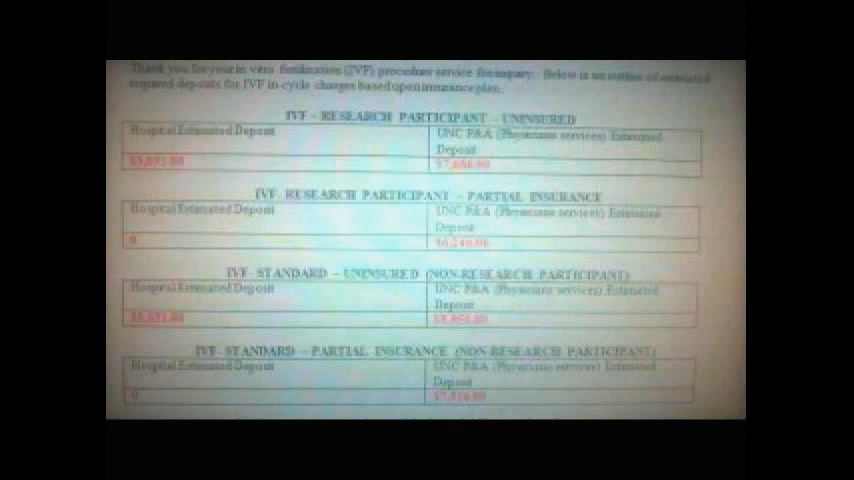 Thank you for your in vitro fertilization (IVF) procedure service fee inquiry. Below is an outline of estimated
required deposits for IVF in-cycle charges based upon insurance plan.
IVF - RESEARCH PARTICIPANT - UNINSURED
Hospital Estimated Deposit
UNC P&A (Physicians services) Estimated
Deposit
IVF- RESEARCH PARTICIPANT - PARTIAL INSURANCE
Hospital Estimated Deposit
UNC P&A (Physicians services) Estimated
Deposit
0
IVF- STANDARD - UNINSURED (NON-RESEARCH PARTICIPANT)
Hospital Estimated Deposit
UNC P&A (Physicians services) Estimated
Deposit
IVF- STANDARD - PARTIAL INSURANCE (NON-RESEARCH PARTICIPANT)
Hospital Estimated Deposit
UNC P&A (Physicians services) Estimated
Deposit
0